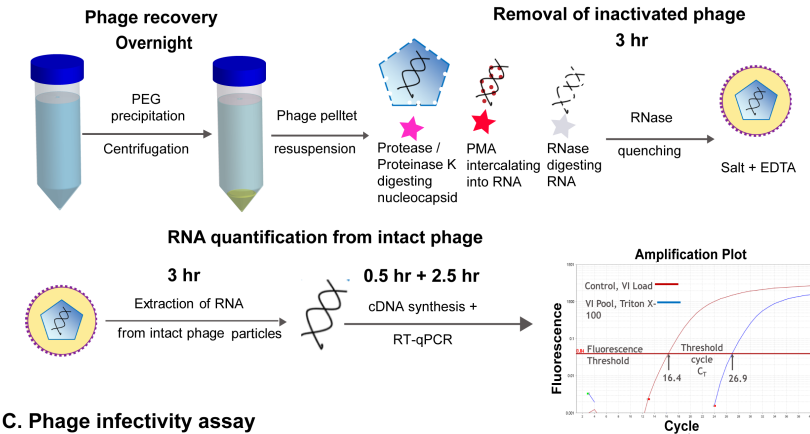 Phage recovery
Overnight
Removal of inactivated phage
3 hr
PEG
precipitation
Centrifugation
Phage pelltet
resuspension
Protease /
Proteinase K
digesting
nucleocapsid
PMA
intercalating
into RNA
RNase
digesting
RNA
RNase
quenching
Salt + EDTA
RNA quantification from intact phage
3 hr
Extraction of RNA
from intact phage particles
0.5 hr + 2.5 hr
cDNA synthesis +
RT-qPCR
Amplification Plot
Fluorescence
Control, VI Load
VI Pool, Triton X-
100
Fluorescence
Threshold
Threshold
cycle
CT
16.4
26.9
Cycle
C. Phage infectivity assay